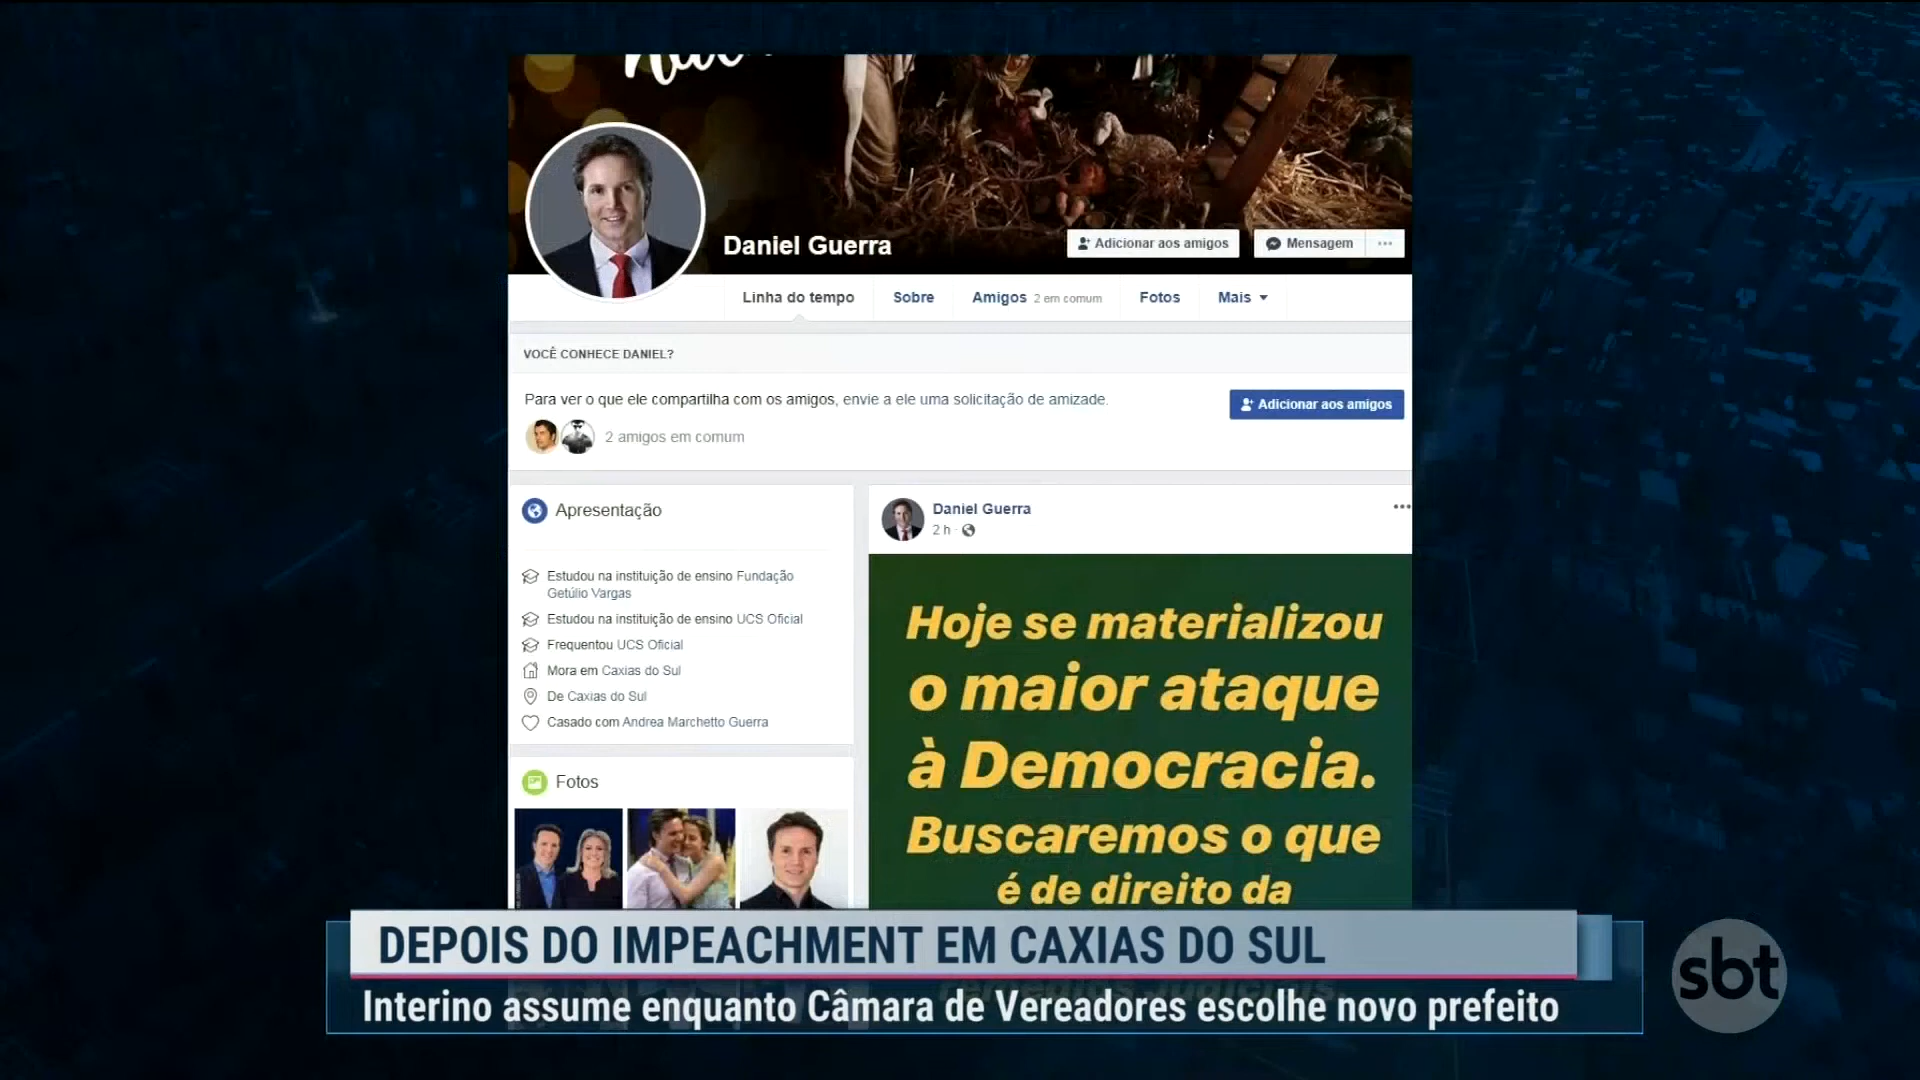 Daniel Guerra
Adicionar aos amigos
Mensagem
Linha do tempo
Sobre
Amigos 2 em comum
Fotos
Mais
VOCÊ CONHECE DANIEL?
Para ver o que ele compartilha com os amigos, envie a ele uma solicitação de amizade.
Adicionar aos amigos
2 amigos em comum
Apresentação
Estudou na instituição de ensino Fundação
Getúlio Vargas
Estudou na instituição de ensino UCS Oficial
Frequentou UCS Oficial
Mora em Caxias do Sul
De Caxias do Sul
Casado com Andrea Marchetto Guerra
Fotos
Daniel Guerra
2 h
Hoje se materializou
o maior ataque
à Democracia.
Buscaremos o que
é de direito da
DEPOIS DO IMPEACHMENT EM CAXIAS DO SUL
Interino assume enquanto Câmara de Vereadores escolhe novo prefeito
sbt